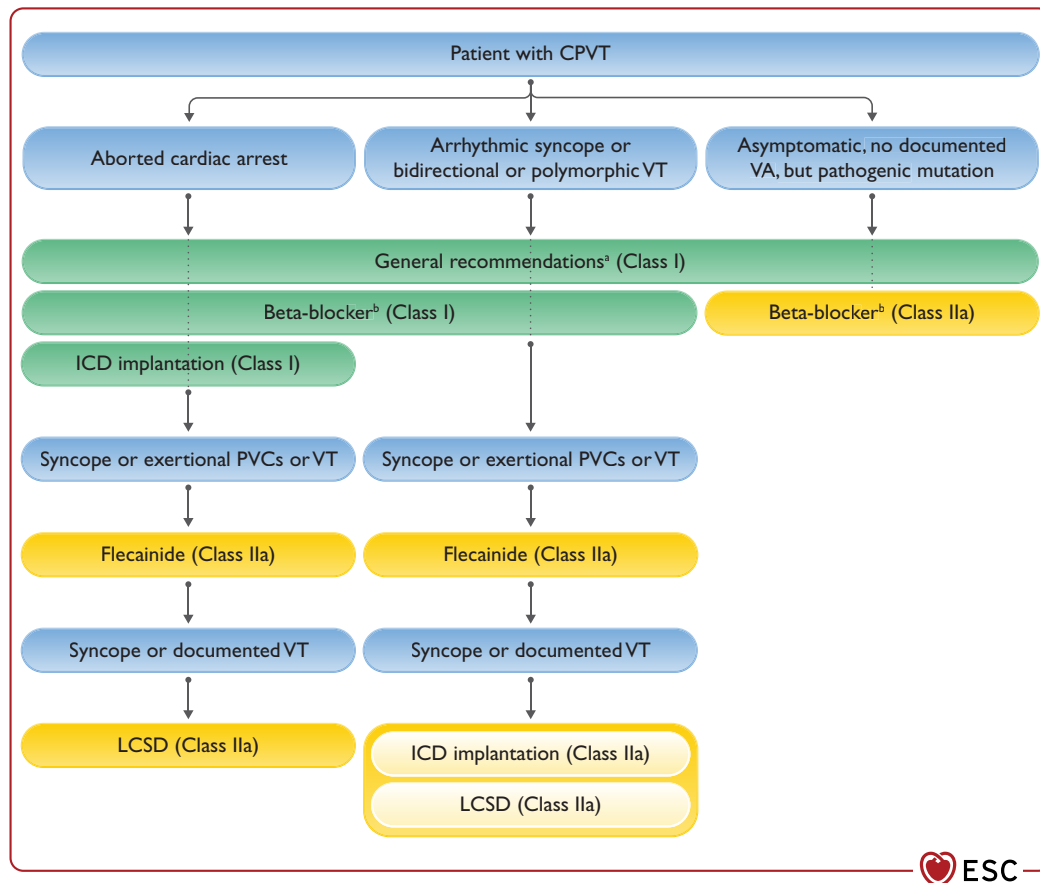 Patient with CPVT
Aborted cardiac arrest
Arrhythmic syncope or
bidirectional or polymorphic VT
Asymptomatic, no documented
VA, but pathogenic mutation
General recommendationsᵃ (Class I)
Beta-blockerᵇ (Class I)
Beta-blockerᵇ (Class IIa)
ICD implantation (Class I)
Syncope or exertional PVCs or VT
Syncope or exertional PVCs or VT
Flecainide (Class IIa)
Flecainide (Class IIa)
Syncope or documented VT
Syncope or documented VT
LCSD (Class IIa)
ICD implantation (Class IIa)
LCSD (Class IIa)
ESC